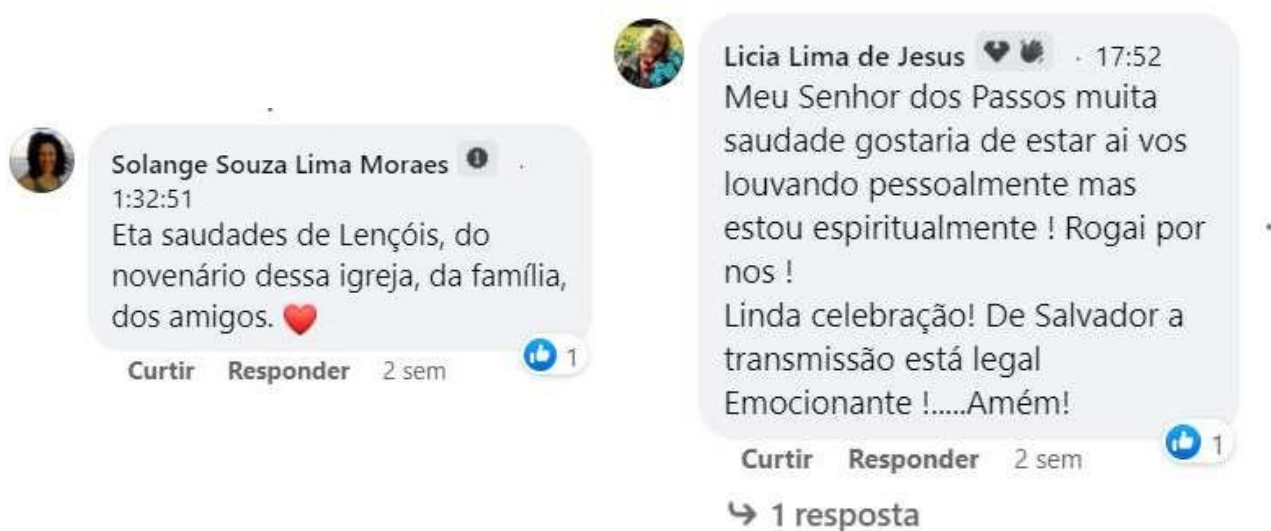 Solange Souza Lima Moraes ·
1:32:51
Eta saudades de Lençóis, do
novenário dessa igreja, da família,
dos amigos. ❤️
1
Curtir Responder 2 sem
Licia Lima de Jesus · 17:52
Meu Senhor dos Passos muita
saudade gostaria de estar ai vos
louvando pessoalmente mas
estou espiritualmente ! Rogai por
nos !
Linda celebração! De Salvador a
transmissão está legal
Emocionante !.....Amém!
1
Curtir Responder 2 sem
1 resposta